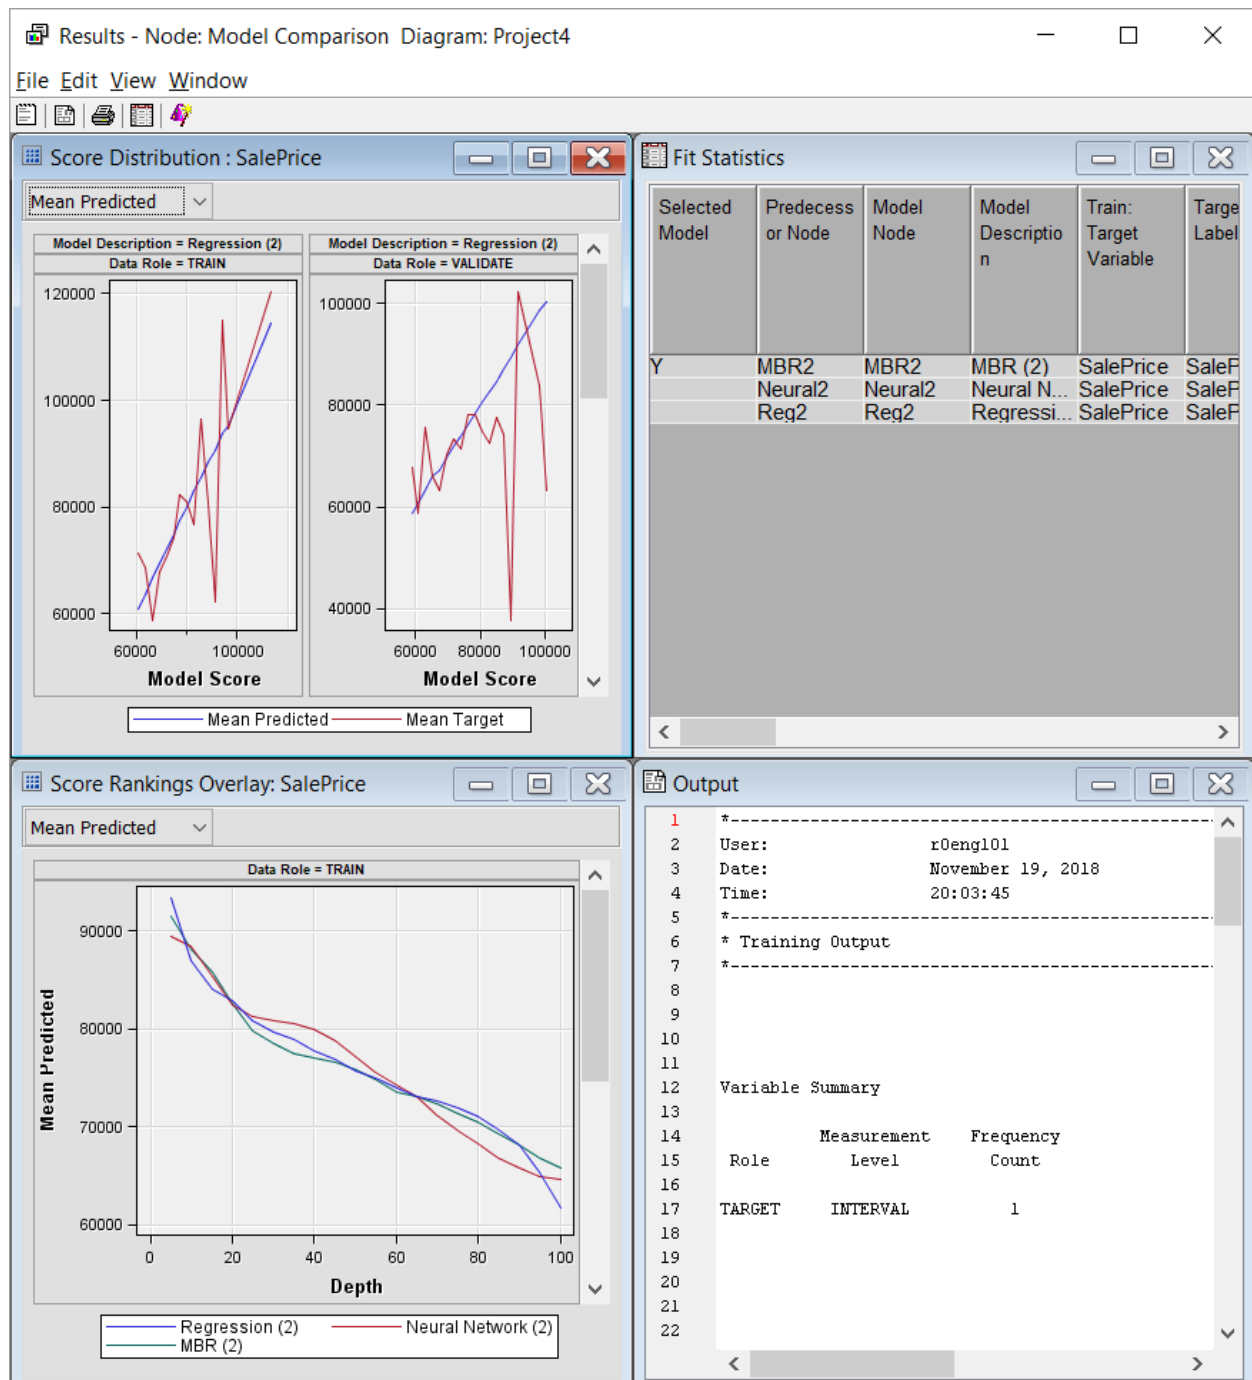 Results - Node: Model Comparison Diagram: Project4
File Edit View Window
Score Distribution : SalePrice
Mean Predicted
Model Description = Regression (2)
Data Role = TRAIN
120000
100000
80000
60000
60000 100000
Model Score
Model Description = Regression (2)
Data Role = VALIDATE
100000
80000
60000
40000
60000 80000 100000
Model Score
Mean Predicted Mean Target
Fit Statistics
Selected Model Predecess or Node Model Node Model Descriptio n Train: Target Variable Targe Label
Y MBR2 MBR2 MBR (2) SalePrice SaleP
Neural2 Neural2 Neural N... SalePrice SaleP
Reg2 Reg2 Regressi... SalePrice SaleP
Score Rankings Overlay: SalePrice
Mean Predicted
Data Role = TRAIN
Mean Predicted
90000
80000
70000
60000
0 20 40 60 80 100
Depth
Regression (2) Neural Network (2)
MBR (2)
Output
1 *------------------------------------------------
2 User: r0eng101
3 Date: November 19, 2018
4 Time: 20:03:45
5 *------------------------------------------------
6 * Training Output
7 *------------------------------------------------
8
9
10
11
12 Variable Summary
13
14 Measurement Frequency
15 Role Level Count
16
17 TARGET INTERVAL 1
18
19
20
21
22